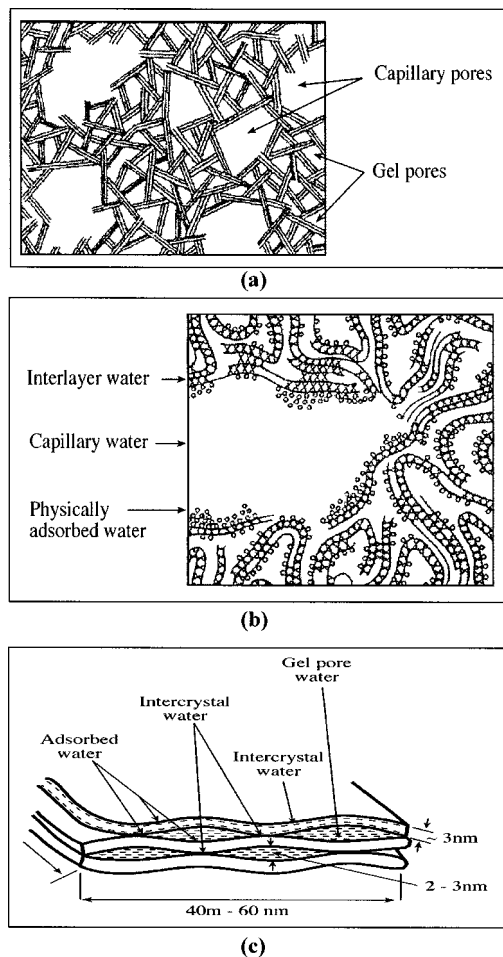 Capillary pores
Gel pores
(a)
Interlayer water
Capillary water
Physically
adsorbed water
(b)
Gel pore
water
Intercrystal
water
Adsorbed
water
Intercrystal
water
~ 3nm
2 - 3nm
40m - 60 nm
(c)